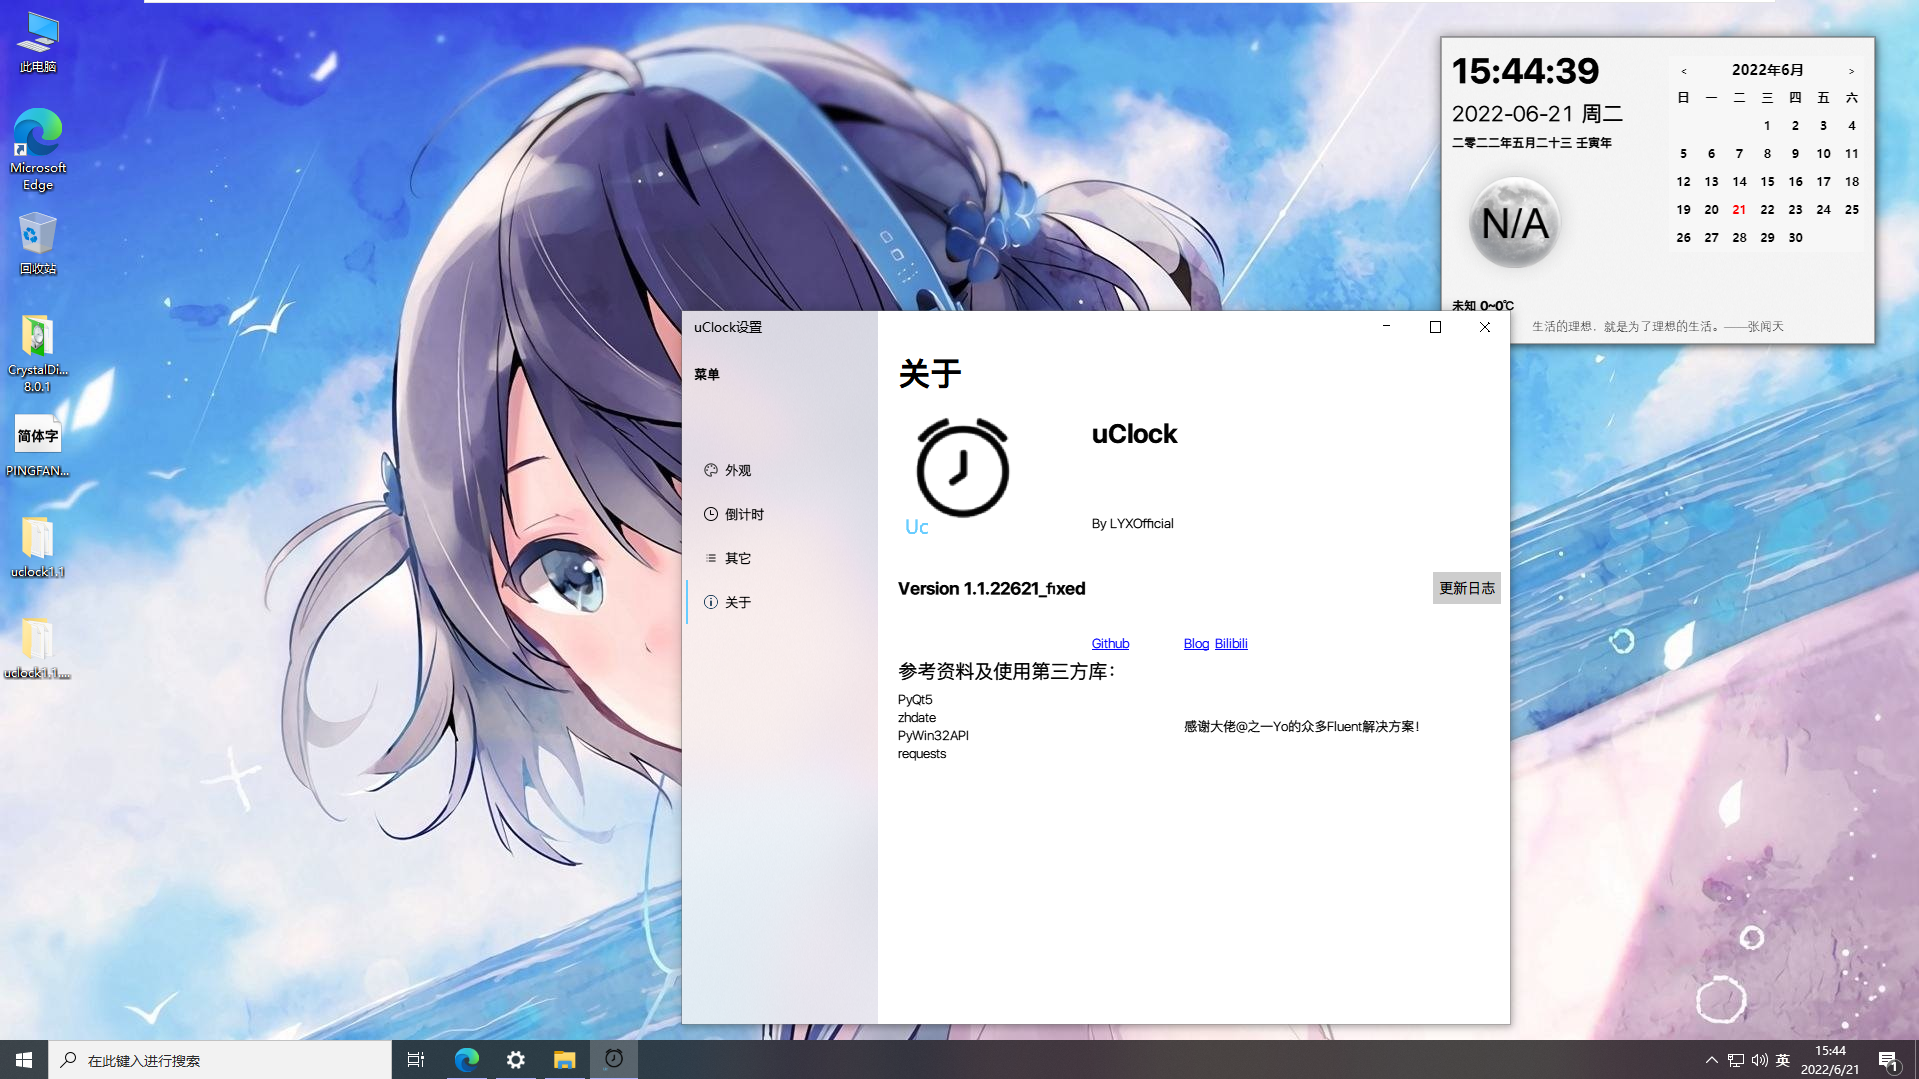 此电脑
Microsoft
Edge
回收站
CrystalDi...
8.0.1
简体字
PINGFAN...
uclock1.1
uclock1.1....
15:44:39
2022-06-21 周二
二零二二年五月二十三 壬寅年
N/A
未知 0~0℃
生活的理想，就是为了理想的生活。——张闻天
< 2022年6月 >
日 一 二 三 四 五 六
1 2 3 4
5 6 7 8 9 10 11
12 13 14 15 16 17 18
19 20 21 22 23 24 25
26 27 28 29 30
uClock设置
菜单
外观
倒计时
其它
关于
关于
Uc
uClock
By LYXOfficial
Version 1.1.22621_fixed
更新日志
Github Blog Bilibili
参考资料及使用第三方库：
PyQt5
zhdate
PyWin32API
requests
感谢大佬@之一Yo的众多Fluent解决方案！
在此键入进行搜索
英
15:44
2022/6/21
1